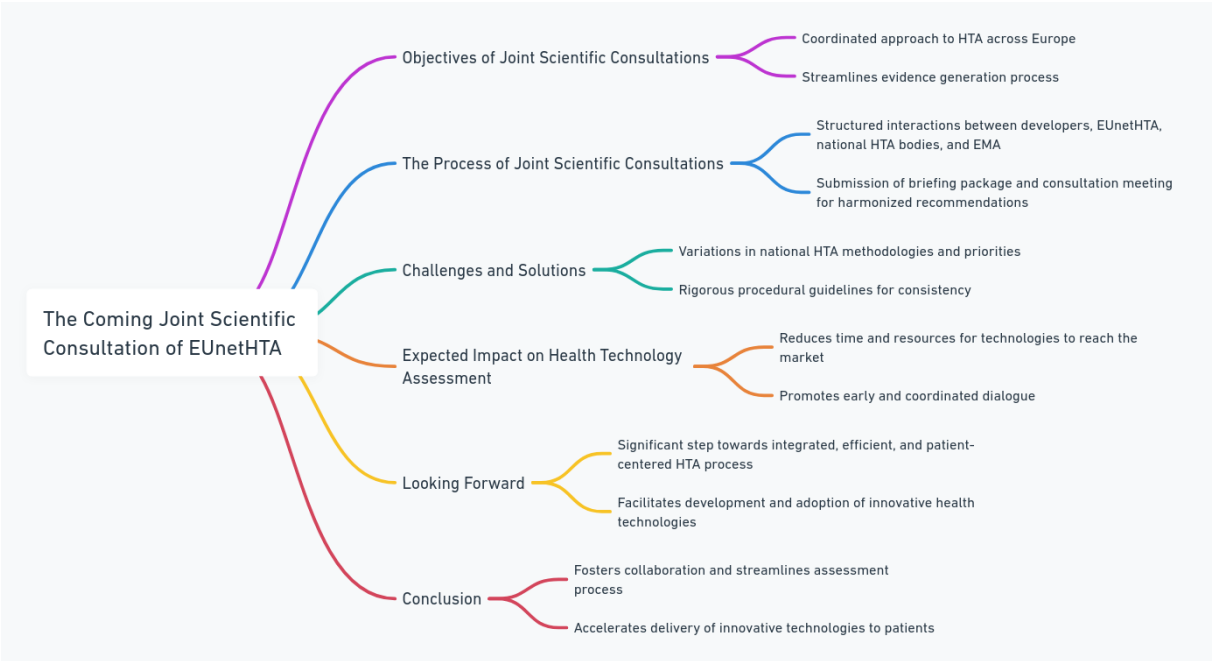 The Coming Joint Scientific
Consultation of EUnetHTA
Objectives of Joint Scientific Consultations
Coordinated approach to HTA across Europe
Streamlines evidence generation process
The Process of Joint Scientific Consultations
Structured interactions between developers, EUnetHTA,
national HTA bodies, and EMA
Submission of briefing package and consultation meeting
for harmonized recommendations
Challenges and Solutions
Variations in national HTA methodologies and priorities
Rigorous procedural guidelines for consistency
Expected Impact on Health Technology
Assessment
Reduces time and resources for technologies to reach the
market
Promotes early and coordinated dialogue
Looking Forward
Significant step towards integrated, efficient, and patient-
centered HTA process
Facilitates development and adoption of innovative health
technologies
Conclusion
Fosters collaboration and streamlines assessment
process
Accelerates delivery of innovative technologies to patients